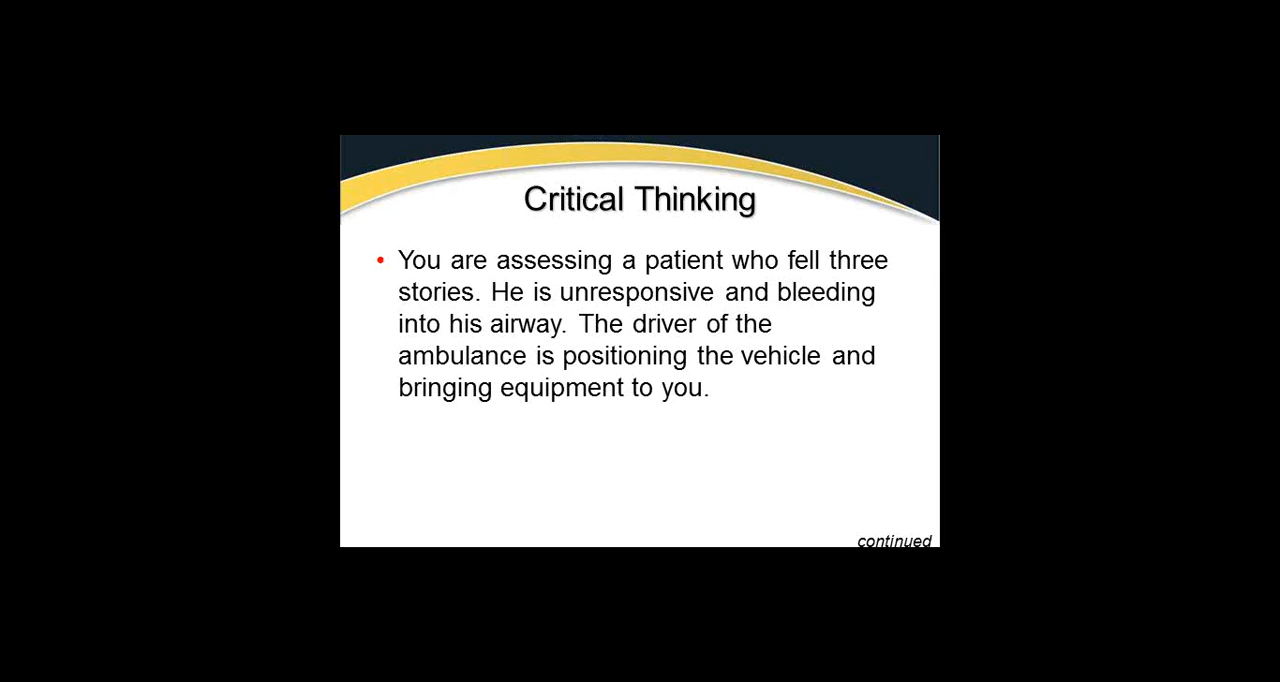 Critical Thinking
• You are assessing a patient who fell three
stories. He is unresponsive and bleeding
into his airway. The driver of the
ambulance is positioning the vehicle and
bringing equipment to you.
continued